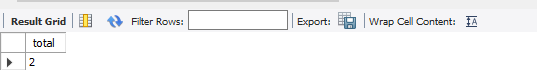 Result Grid Filter Rows: Export: Wrap Cell Content:
total
2